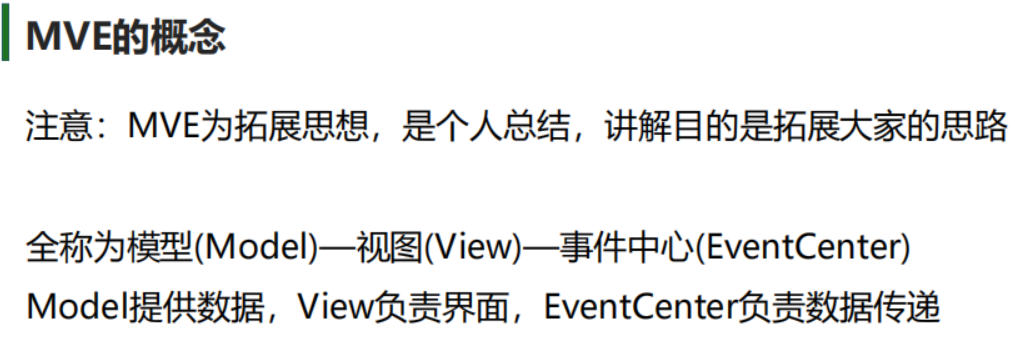 MVE的概念
注意：MVE为拓展思想，是个人总结，讲解目的是拓展大家的思路
全称为模型(Model)—视图(View)—事件中心(EventCenter)
Model提供数据，View负责界面，EventCenter负责数据传递